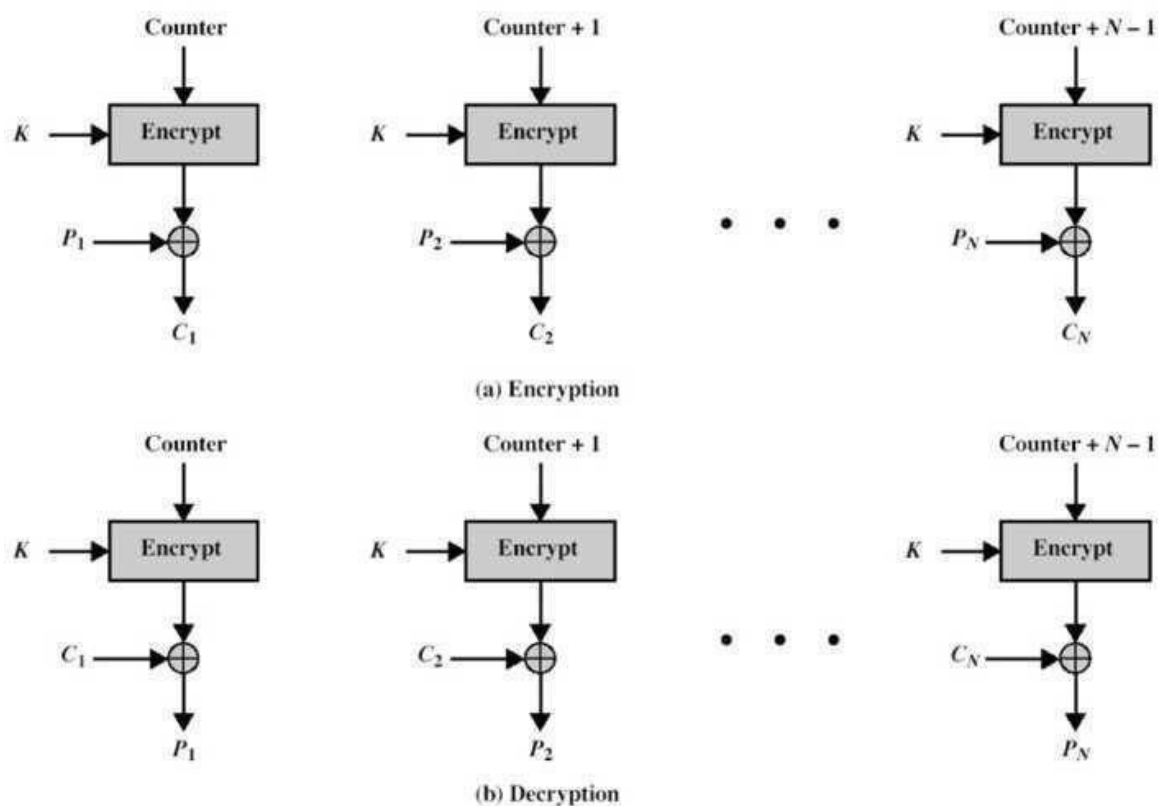 Counter Counter + 1 Counter + N – 1
K Encrypt K Encrypt K Encrypt
P1 P2 • • • PN
C1 C2 CN
(a) Encryption
Counter Counter + 1 Counter + N – 1
K Encrypt K Encrypt K Encrypt
C1 C2 • • • CN
P1 P2 PN
(b) Decryption